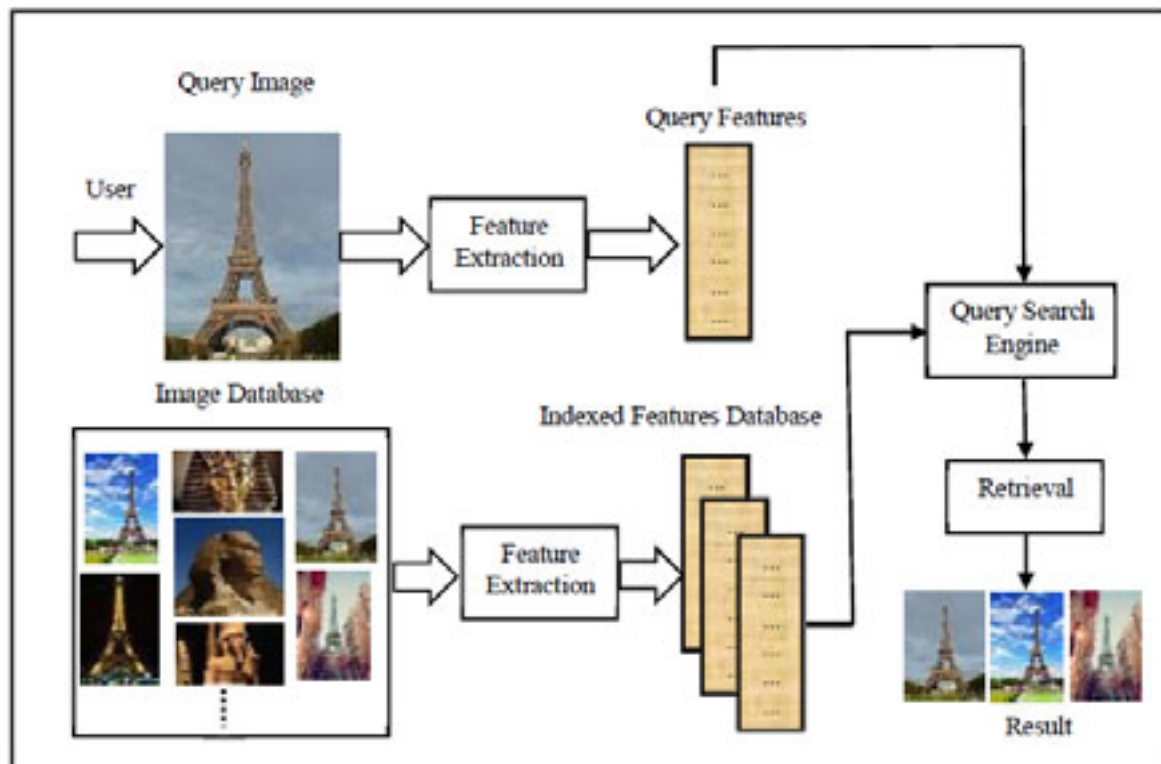 Query Image
User
Feature
Extraction
Query Features
Query Search
Engine
Image Database
Feature
Extraction
Indexed Features Database
Retrieval
Result